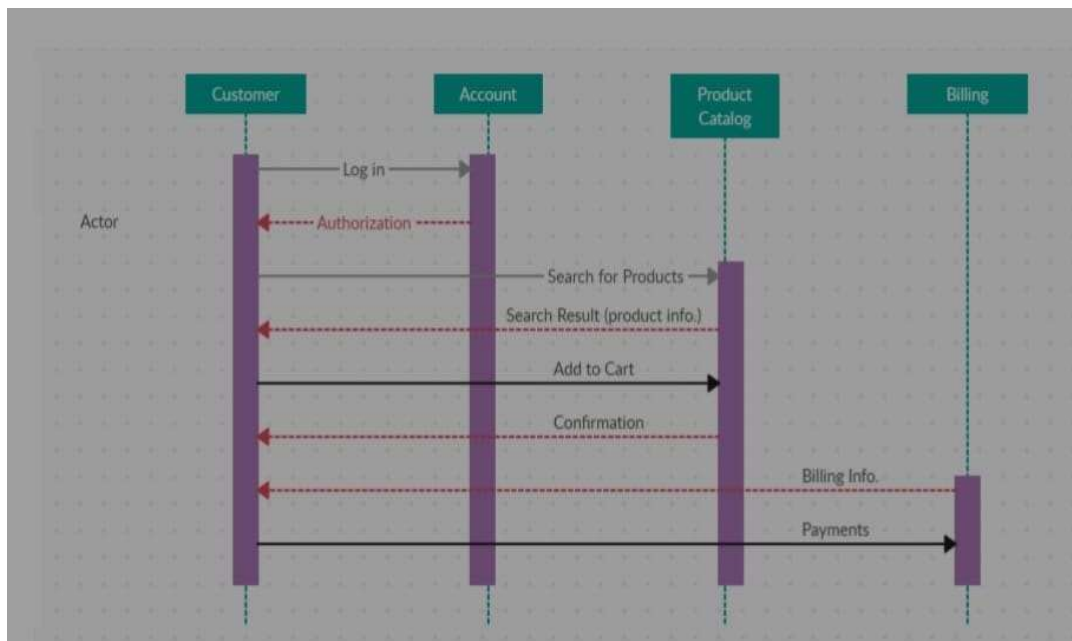 Customer
Account
Product
Catalog
Billing
Log in
Actor
Authorization
Search for Products
Search Result (product info.)
Add to Cart
Confirmation
Billing Info.
Payments